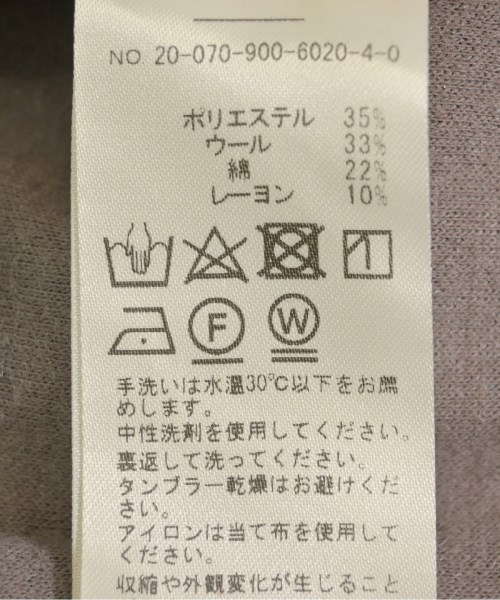 NO. 20-070-900-6020-4-0
ポリエステル 35%
ウール 33%
綿 22%
レーヨン 10%
F W
手洗いは水温30℃以下をお薦
めします。
中性洗剤を使用してください。
裏返して洗ってください。
タンブラー乾燥はお避けくだ
さい。
アイロンは当て布を使用して
ください。
収縮や外観変化が生じること